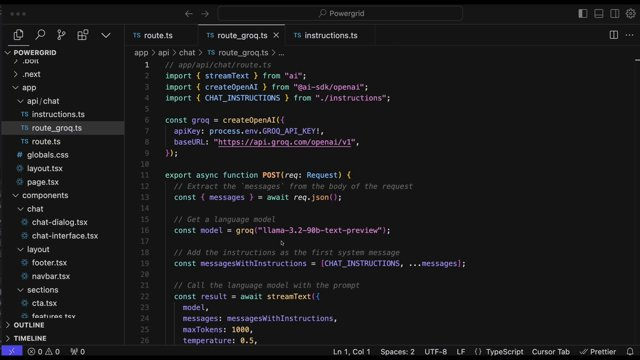 Powergrid
POWERGRID
.bolt
.next
app
api / chat
instructions.ts
route_groq.ts
route.ts
globals.css
layout.tsx
page.tsx
components
chat
chat-dialog.tsx
chat-interface.tsx
layout
footer.tsx
navbar.tsx
sections
cta.tsx
features.tsx
OUTLINE
TIMELINE
route.ts
route_groq.ts
instructions.ts
app > api > chat > route_groq.ts > ...
1 // app/api/chat/route.ts
2 import { streamText } from "ai";
3 import { createOpenAI } from "@ai-sdk/openai";
4 import { CHAT_INSTRUCTIONS } from "./instructions";
5
6 const groq = createOpenAI({
7 apiKey: process.env.GROQ_API_KEY!,
8 baseURL: "https://api.groq.com/openai/v1",
9 });
10
11 export async function POST(req: Request) {
12 // Extract the `messages` from the body of the request
13 const { messages } = await req.json();
14
15 // Get a language model
16 const model = groq("llama-3.2-90b-text-preview");
17
18 // Add the instructions as the first system message
19 const messagesWithInstructions = [CHAT_INSTRUCTIONS, ...messages];
20
21 // Call the language model with the prompt
22 const result = await streamText({
23 model,
24 messages: messagesWithInstructions,
25 maxTokens: 1000,
26 temperature: 0.5,
0 0 0
Ln 1, Col 1 Spaces: 2 UTF-8 LF {} TypeScript Cursor Tab Prettier